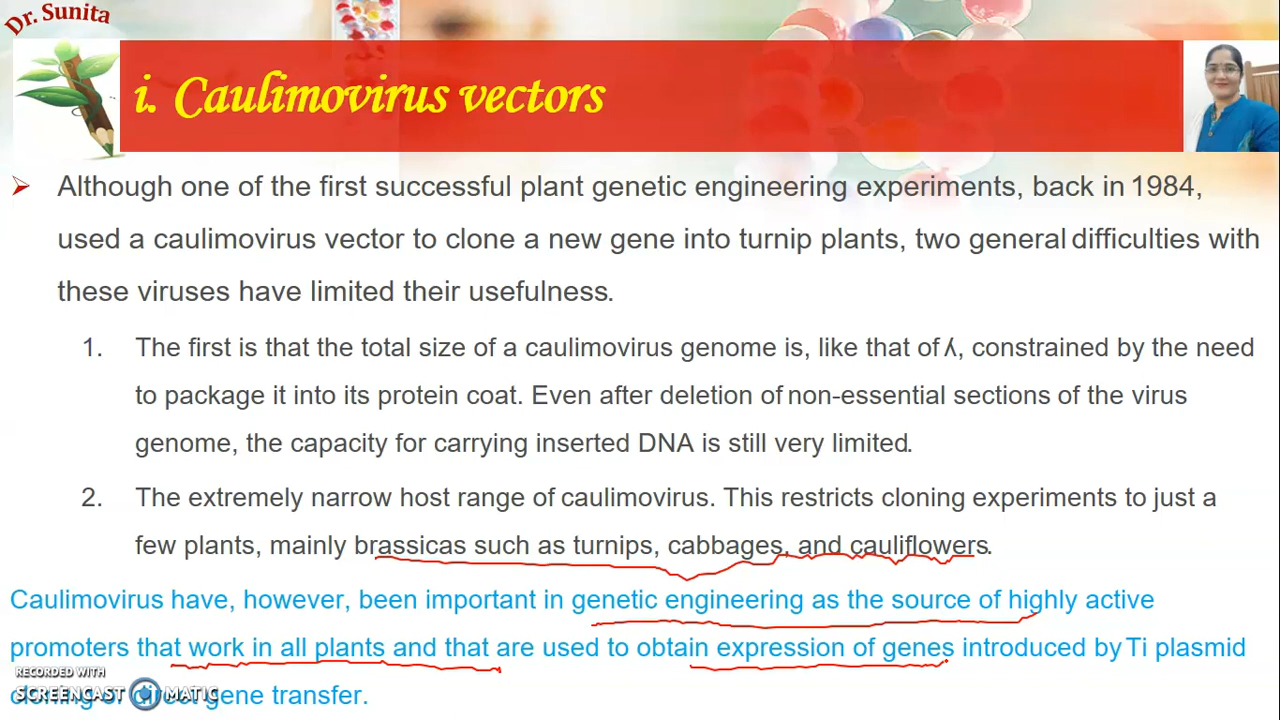 Dr. Sunita
i. Caulimovirus vectors
Although one of the first successful plant genetic engineering experiments, back in 1984,
used a caulimovirus vector to clone a new gene into turnip plants, two general difficulties with
these viruses have limited their usefulness.
1. The first is that the total size of a caulimovirus genome is, like that of ʎ, constrained by the need
to package it into its protein coat. Even after deletion of non-essential sections of the virus
genome, the capacity for carrying inserted DNA is still very limited.
2. The extremely narrow host range of caulimovirus. This restricts cloning experiments to just a
few plants, mainly brassicas such as turnips, cabbages, and cauliflowers.
Caulimovirus have, however, been important in genetic engineering as the source of highly active
promoters that work in all plants and that are used to obtain expression of genes introduced by Ti plasmid
RECORDED WITH
SCREENCAST MATIC
cloning or direct gene transfer.